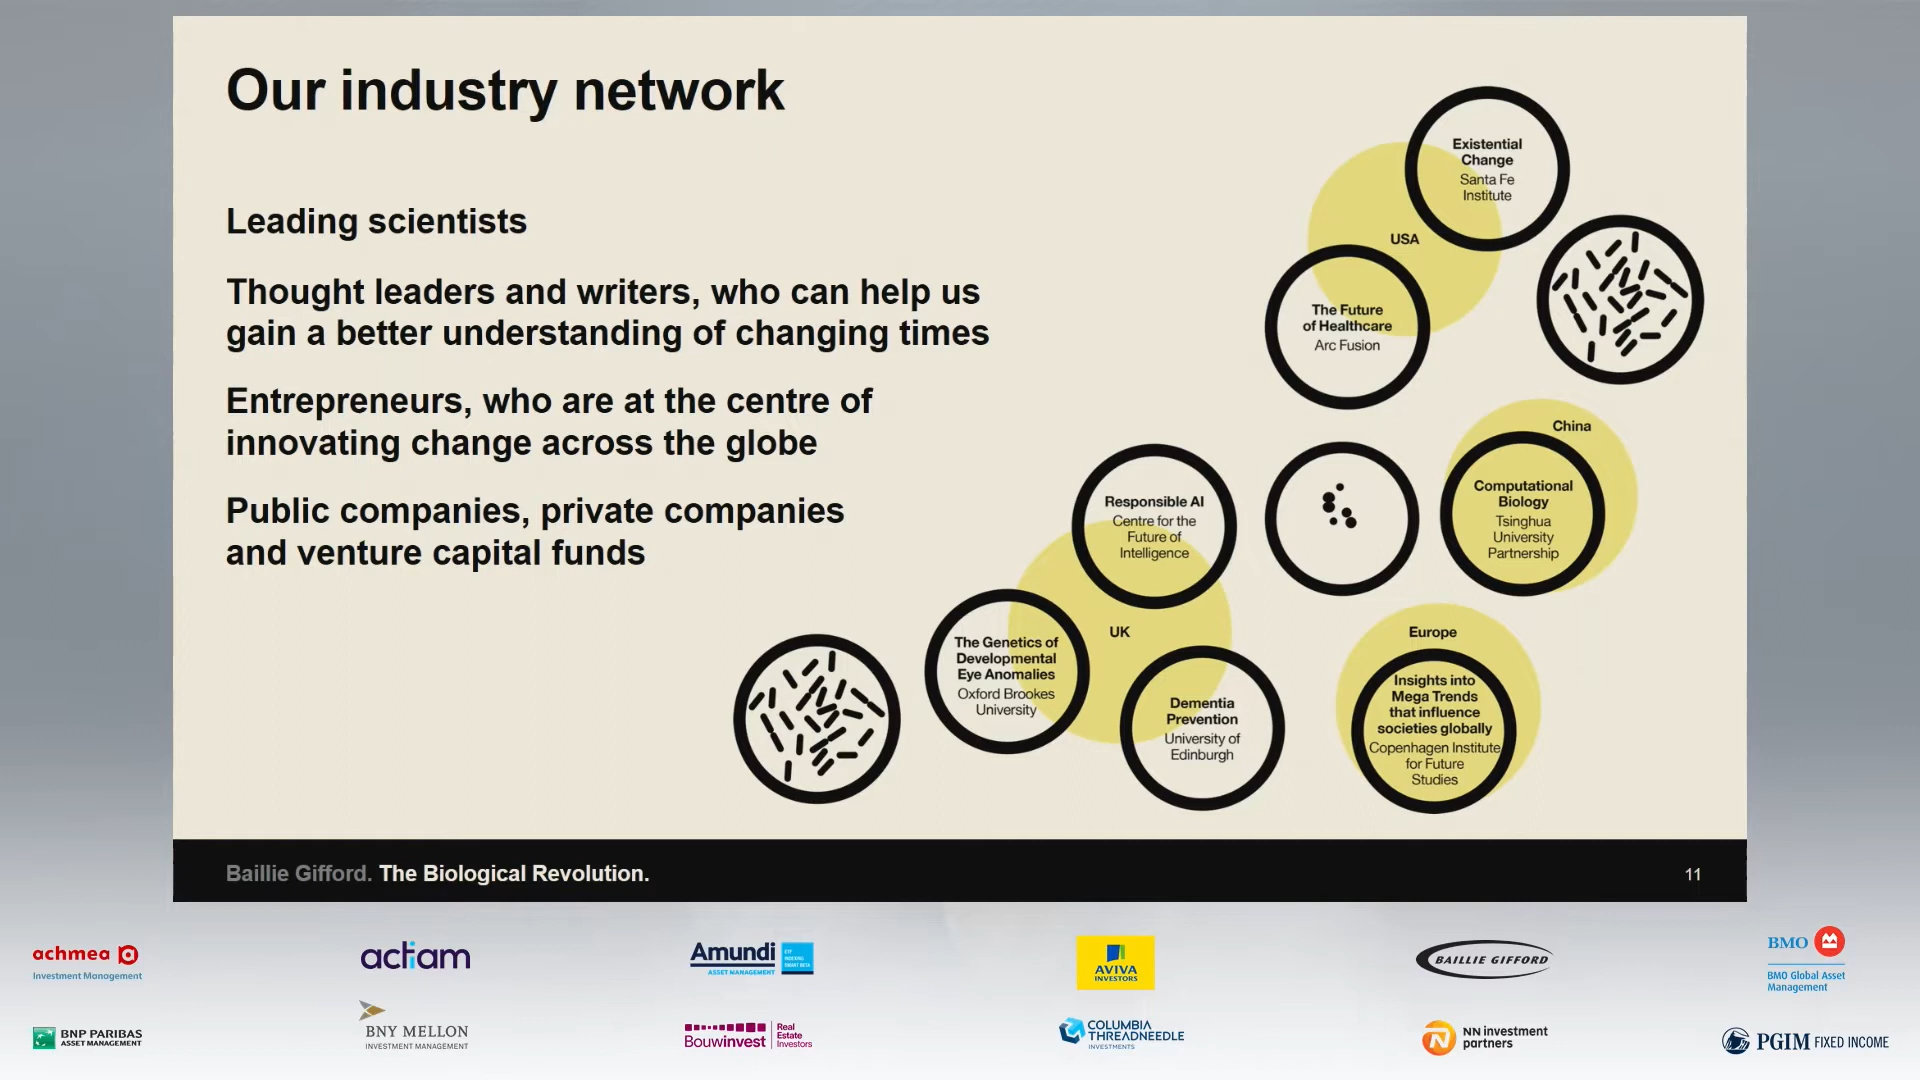 Our industry network
Leading scientists
Thought leaders and writers, who can help us
gain a better understanding of changing times
Entrepreneurs, who are at the centre of
innovating change across the globe
Public companies, private companies
and venture capital funds
Existential
Change
Santa Fe
Institute
USA
The Future
of Healthcare
Arc Fusion
China
Computational
Biology
Tsinghua
University
Partnership
Responsible AI
Centre for the
Future of
Intelligence
UK
The Genetics of
Developmental
Eye Anomalies
Oxford Brookes
University
Dementia
Prevention
University of
Edinburgh
Europe
Insights into
Mega Trends
that influence
societies globally
Copenhagen Institute
for Future
Studies
Baillie Gifford. The Biological Revolution.
11
achmea
Investment Management
actiam
Amundi
ASSET MANAGEMENT
ETF
INDEXING
SMART BETA
AVIVA
INVESTORS
BAILLIE GIFFORD
BMO
BMO Global Asset
Management
BNP PARIBAS
ASSET MANAGEMENT
BNY MELLON
INVESTMENT MANAGEMENT
Bouwinvest
Real
Estate
Investors
COLUMBIA
THREADNEEDLE
INVESTMENTS
NN investment
partners
PGIM FIXED INCOME